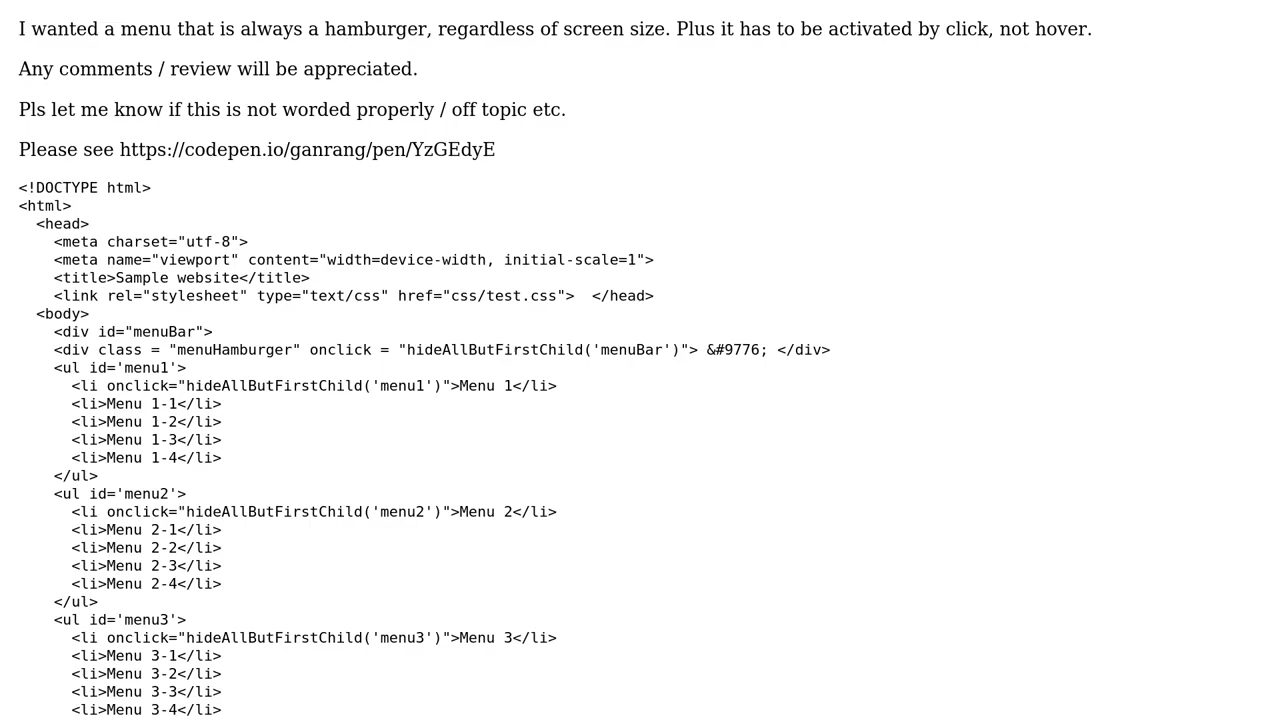 I wanted a menu that is always a hamburger, regardless of screen size. Plus it has to be activated by click, not hover.
Any comments / review will be appreciated.
Pls let me know if this is not worded properly / off topic etc.
Please see https://codepen.io/ganrang/pen/YzGEdyE
<!DOCTYPE html>
<html>
  <head>
    <meta charset="utf-8">
    <meta name="viewport" content="width=device-width, initial-scale=1">
    <title>Sample website</title>
    <link rel="stylesheet" type="text/css" href="css/test.css">  </head>
  <body>
    <div id="menuBar">
    <div class = "menuHamburger" onclick = "hideAllButFirstChild('menuBar')"> &#9776; </div>
    <ul id='menu1'>
      <li onclick="hideAllButFirstChild('menu1')">Menu 1</li>
      <li>Menu 1-1</li>
      <li>Menu 1-2</li>
      <li>Menu 1-3</li>
      <li>Menu 1-4</li>
    </ul>
    <ul id='menu2'>
      <li onclick="hideAllButFirstChild('menu2')">Menu 2</li>
      <li>Menu 2-1</li>
      <li>Menu 2-2</li>
      <li>Menu 2-3</li>
      <li>Menu 2-4</li>
    </ul>
    <ul id='menu3'>
      <li onclick="hideAllButFirstChild('menu3')">Menu 3</li>
      <li>Menu 3-1</li>
      <li>Menu 3-2</li>
      <li>Menu 3-3</li>
      <li>Menu 3-4</li>